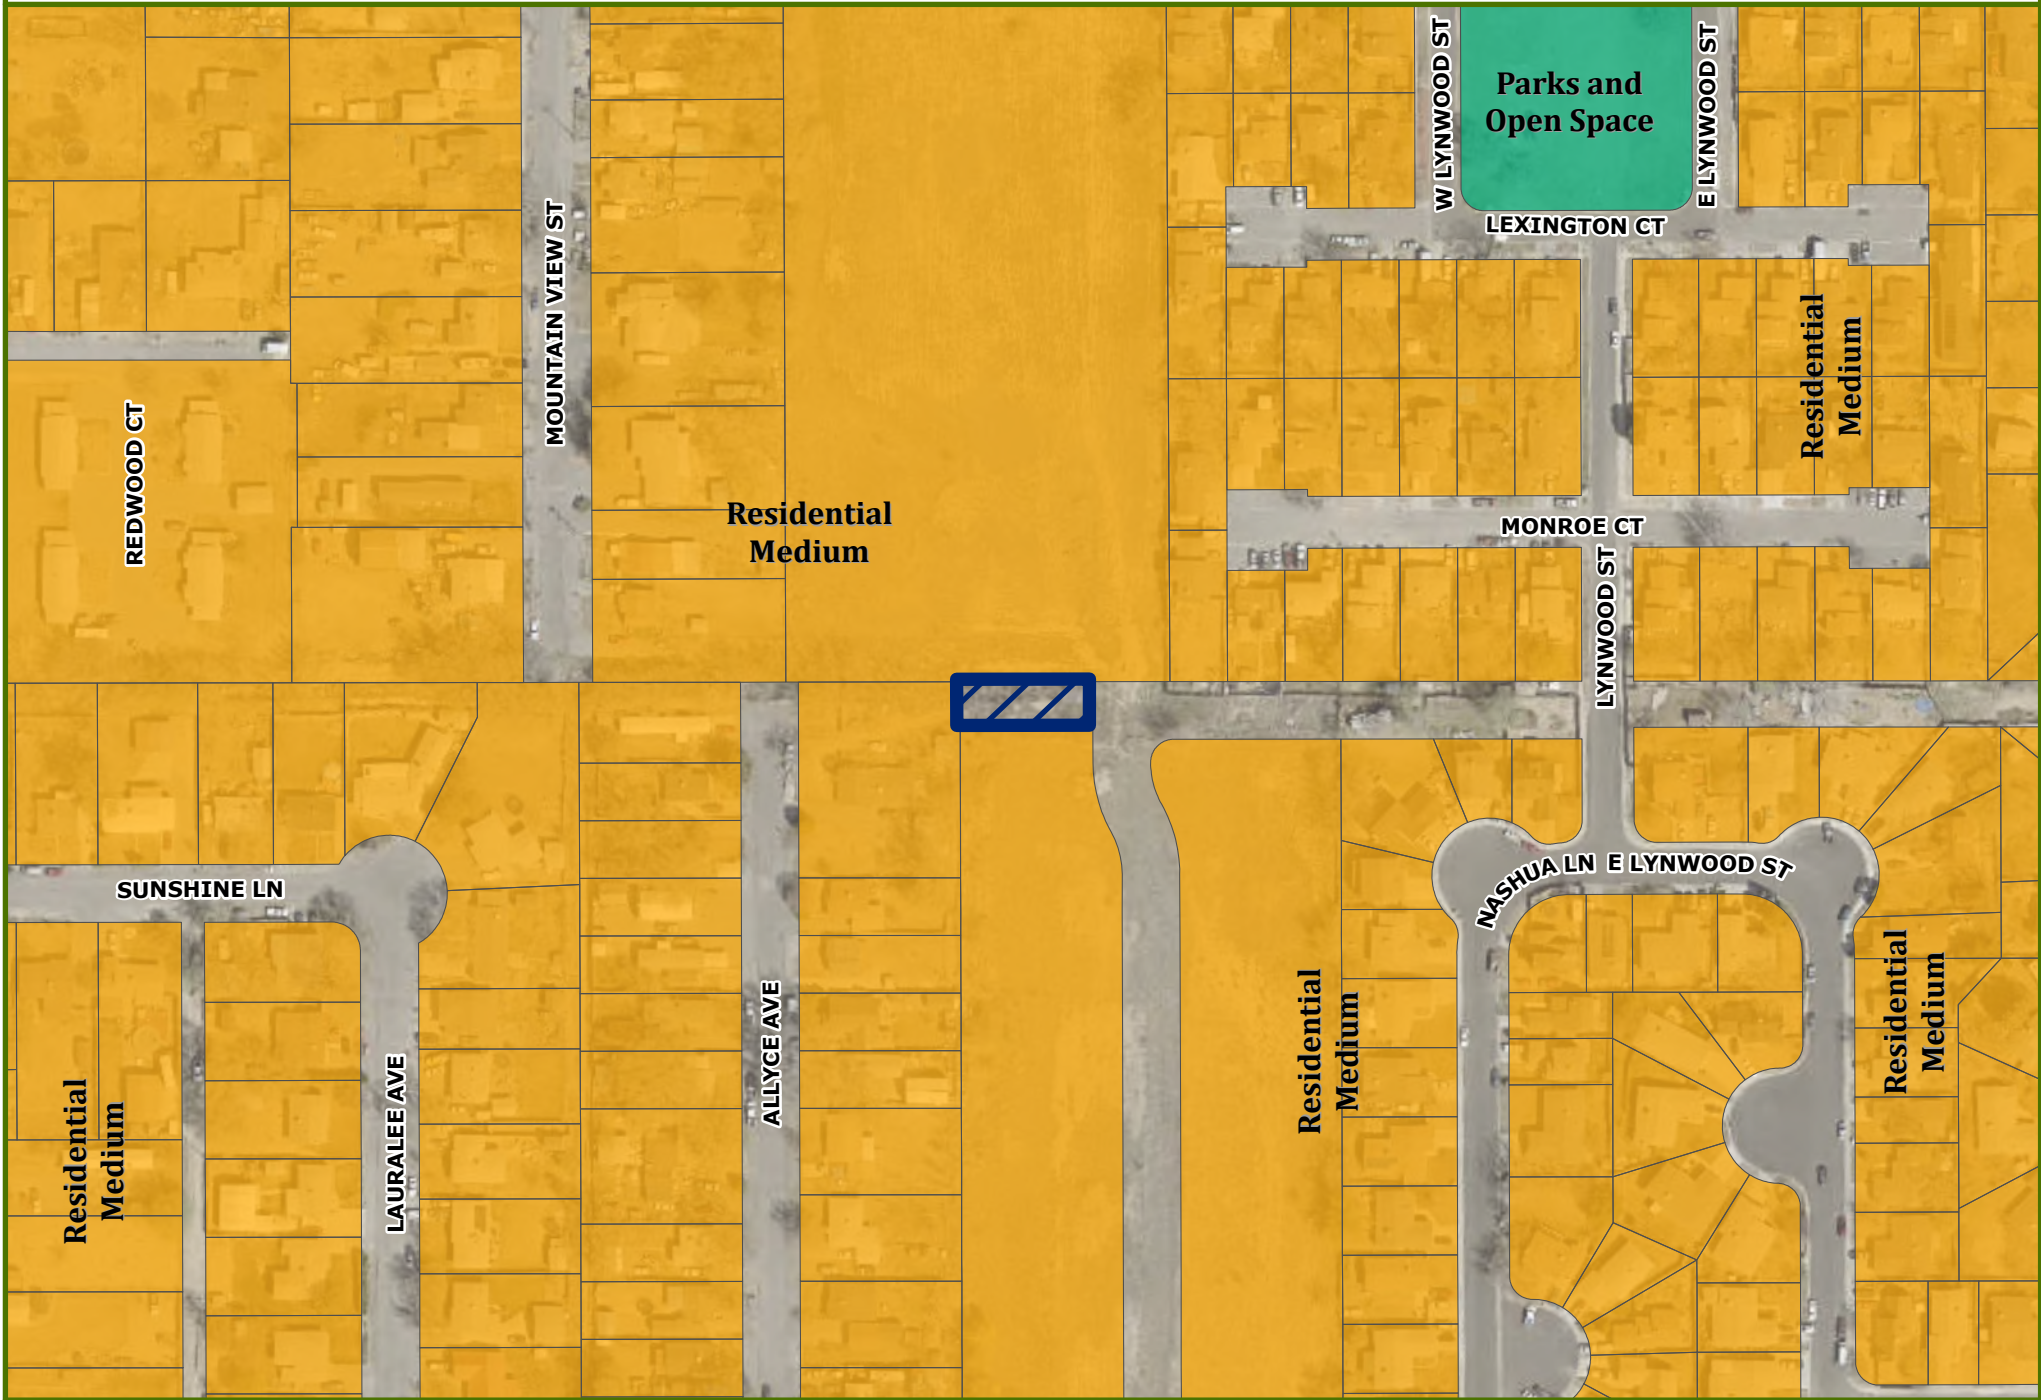 W LYNWOOD ST
Parks and
Open Space
E LYNWOOD ST
LEXINGTON CT
MOUNTAIN VIEW ST
Residential
Medium
REDWOOD CT
Residential
Medium
MONROE CT
LYNWOOD ST
SUNSHINE LN
NASHUA LN
E LYNWOOD ST
LAURALEE AVE
ALLYCE AVE
Residential
Medium
Residential
Medium
Residential
Medium